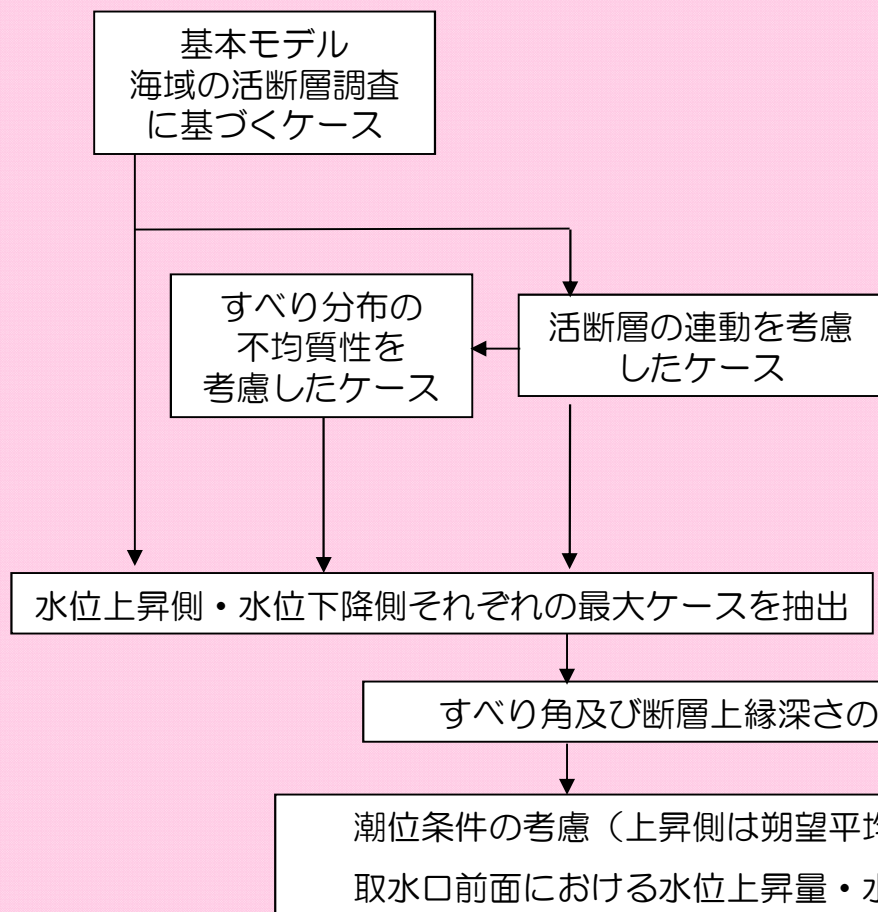 基本モデル
海域の活断層調査
に基づくケース
すべり分布の
不均質性を
考慮したケース
活断層の連動を考慮
したケース
水位上昇側・水位下降側それぞれの最大ケースを抽出
すべり角及び断層上縁深さの
潮位条件の考慮（上昇側は朔望平均
取水口前面における水位上昇量・水